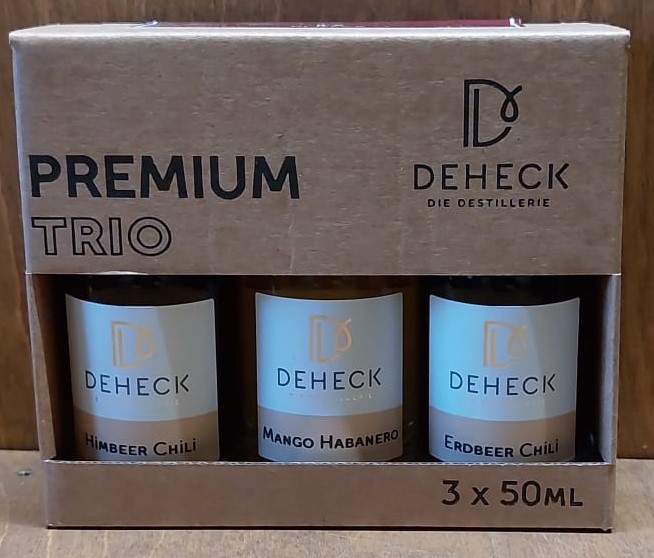 PREMIUM
TRIO
DEHECK
DIE DESTILLERIE
DEHECK
HIMBEER CHILI
DEHECK
MANGO HABANERO
DEHECK
ERDBEER CHILI
3 X 50ML